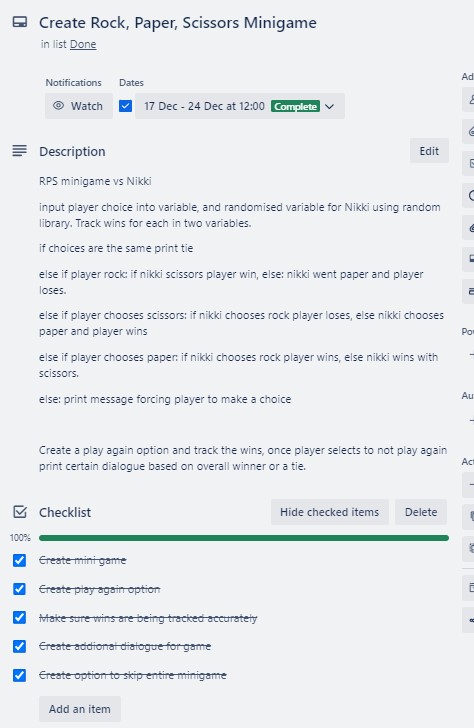 Create Rock, Paper, Scissors Minigame
in list Done
Notifications
Dates
Watch
17 Dec - 24 Dec at 12:00 Complete
Description
Edit
RPS minigame vs Nikki
input player choice into variable, and randomised variable for Nikki using random
library. Track wins for each in two variables.
if choices are the same print tie
else if player rock: if nikki scissors player win, else: nikki went paper and player
loses.
else if player chooses scissors: if nikki chooses rock player loses, else nikki chooses
paper and player wins
else if player chooses paper: if nikki chooses rock player wins, else nikki wins with
scissors.
else: print message forcing player to make a choice
Create a play again option and track the wins, once player selects to not play again
print certain dialogue based on overall winner or a tie.
Checklist
Hide checked items
Delete
100%
Create mini game
Create play again option
Make sure wins are being tracked accurately
Create addional dialogue for game
Create option to skip entire minigame
Add an item
Ad
Po
Au
Act